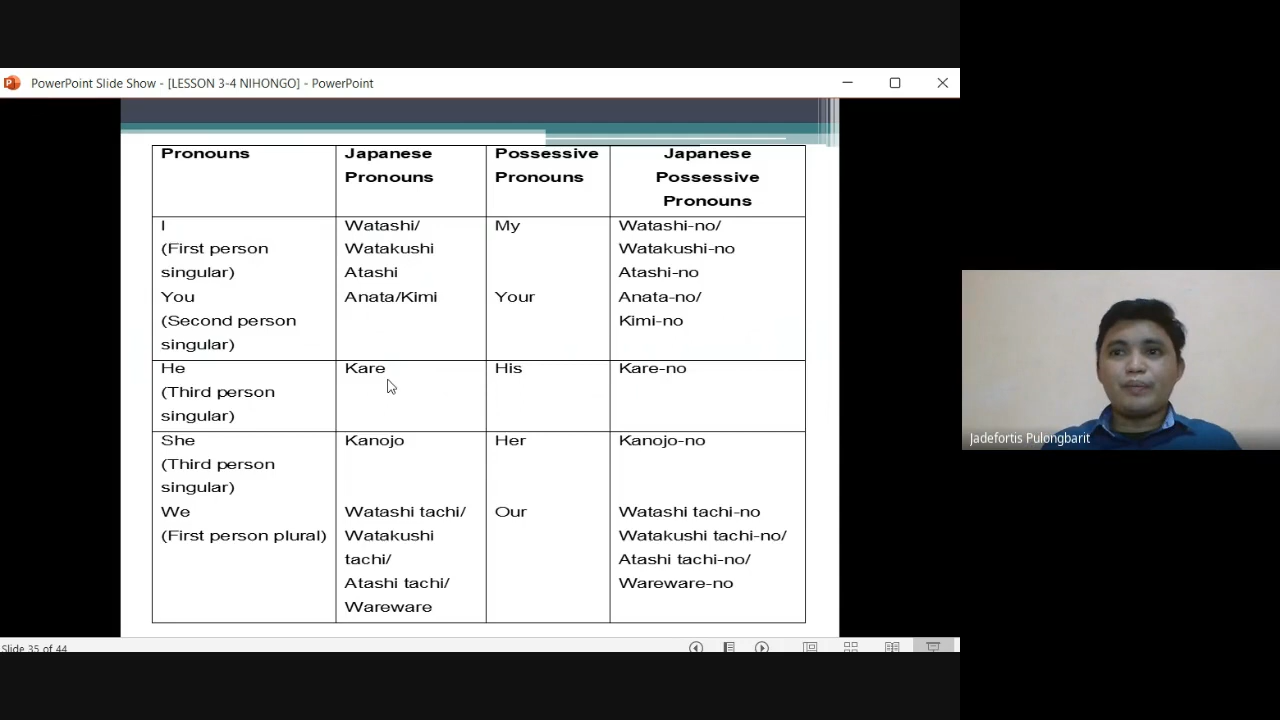 PowerPoint Slide Show - [LESSON 3-4 NIHONGO] - PowerPoint
Pronouns
Japanese
Pronouns
Possessive
Pronouns
Japanese
Possessive
Pronouns
I
(First person
singular)
Watashi/
Watakushi
Atashi
My
Watashi-no/
Watakushi-no
Atashi-no
You
(Second person
singular)
Anata/Kimi
Your
Anata-no/
Kimi-no
He
(Third person
singular)
Kare
His
Kare-no
She
(Third person
singular)
Kanojo
Her
Kanojo-no
We
(First person plural)
Watashi tachi/
Watakushi
tachi/
Atashi tachi/
Wareware
Our
Watashi tachi-no
Watakushi tachi-no/
Atashi tachi-no/
Wareware-no
Slide 35 of 44
Jadefortis Pulongbarit